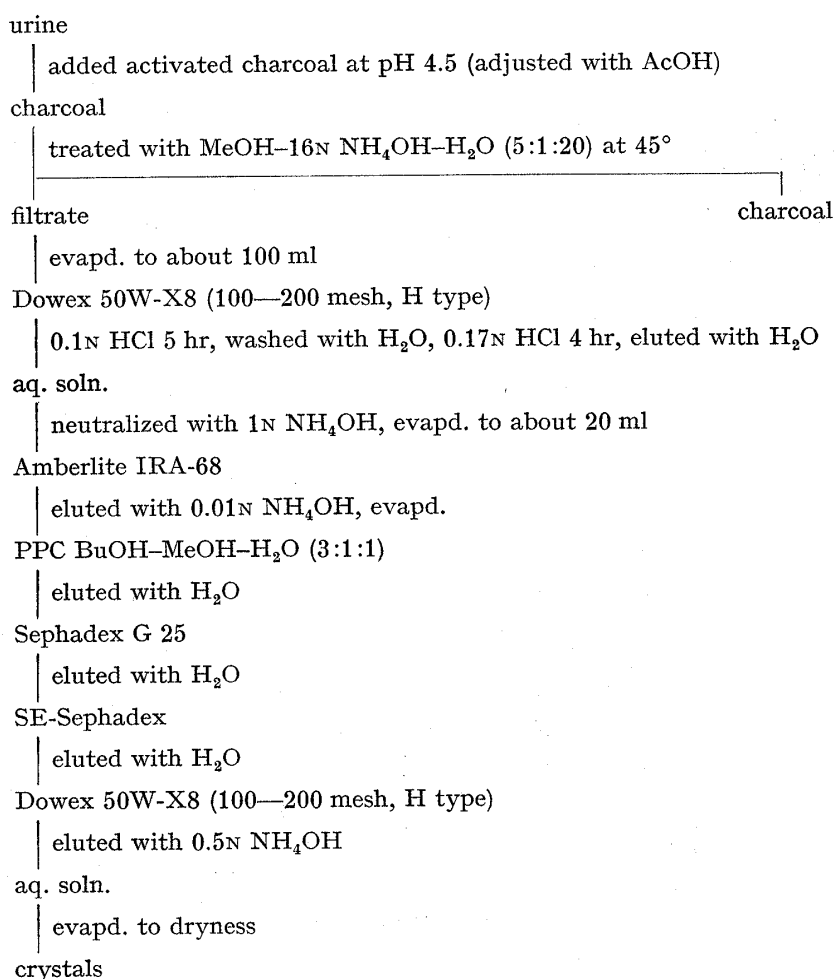 urine
added activated charcoal at pH 4.5 (adjusted with AcOH)
charcoal
treated with MeOH–16N NH₄OH–H₂O (5:1:20) at 45°
filtrate charcoal
evapd. to about 100 ml
Dowex 50W-X8 (100—200 mesh, H type)
0.1N HCl 5 hr, washed with H₂O, 0.17N HCl 4 hr, eluted with H₂O
aq. soln.
neutralized with 1N NH₄OH, evapd. to about 20 ml
Amberlite IRA-68
eluted with 0.01N NH₄OH, evapd.
PPC BuOH–MeOH–H₂O (3:1:1)
eluted with H₂O
Sephadex G 25
eluted with H₂O
SE-Sephadex
eluted with H₂O
Dowex 50W-X8 (100—200 mesh, H type)
eluted with 0.5N NH₄OH
aq. soln.
evapd. to dryness
crystals